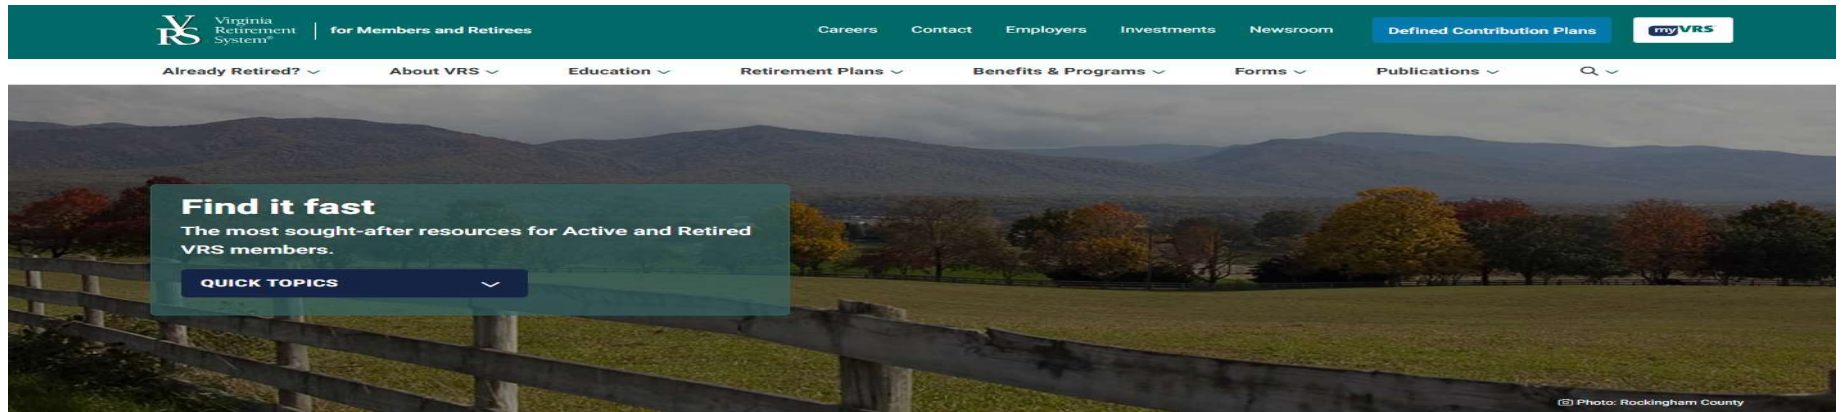 VRS
Virginia
Retirement
System®
for Members and Retirees
Careers Contact Employers Investments Newsroom Defined Contribution Plans myVRS
Already Retired? About VRS Education Retirement Plans Benefits & Programs Forms Publications
Find it fast
The most sought-after resources for Active and Retired
VRS members.
QUICK TOPICS
Photo: Rockingham County